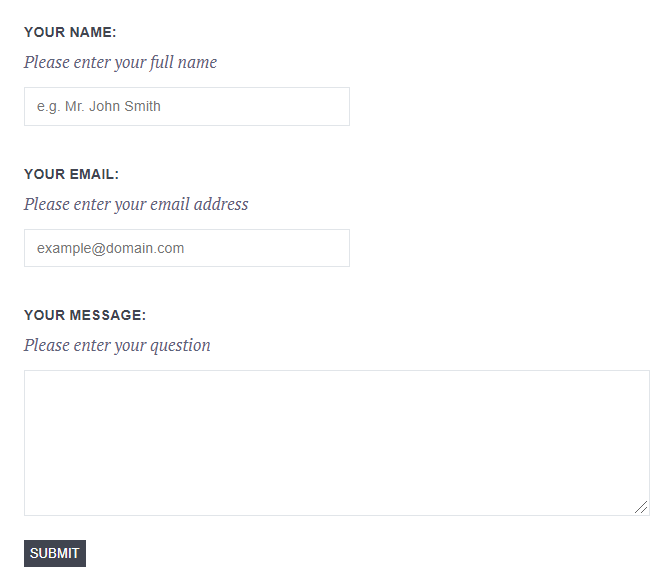 YOUR NAME:
Please enter your full name
e.g. Mr. John Smith
YOUR EMAIL:
Please enter your email address
example@domain.com
YOUR MESSAGE:
Please enter your question
SUBMIT